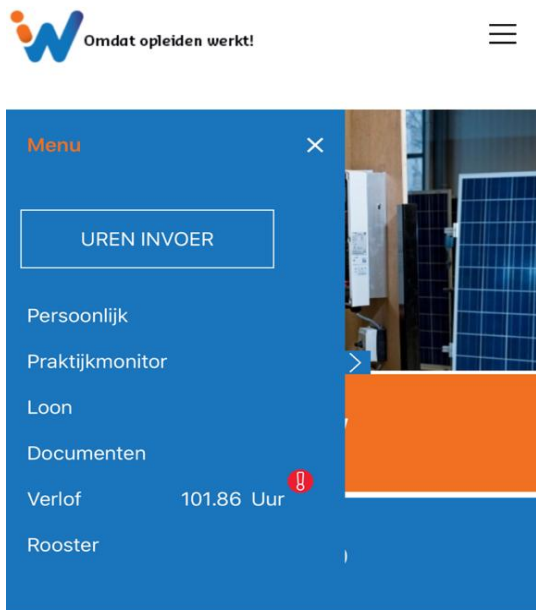 Omdat opleiden werkt!
Menu
UREN INVOER
Persoonlijk
Praktijkmonitor
Loon
Documenten
Verlof 101.86 Uur
Rooster